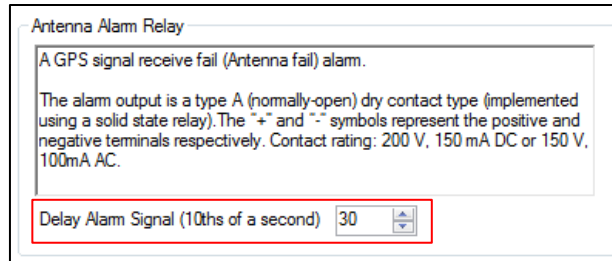 Antenna Alarm Relay
A GPS signal receive fail (Antenna fail) alarm.
The alarm output is a type A (normally-open) dry contact type (implemented
using a solid state relay).The "+" and "-" symbols represent the positive and
negative terminals respectively. Contact rating: 200 V, 150 mA DC or 150 V,
100mA AC.
Delay Alarm Signal (10ths of a second) 30